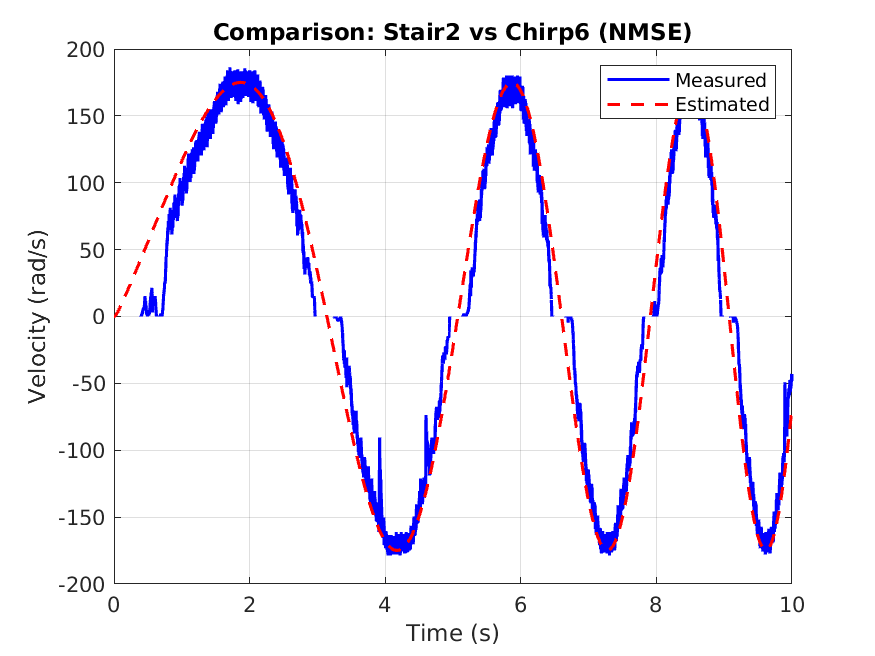 Comparison: Stair2 vs Chirp6 (NMSE)
Measured
Estimated
Velocity (rad/s)
200
150
100
50
0
-50
-100
-150
-200
0 2 4 6 8 10
Time (s)